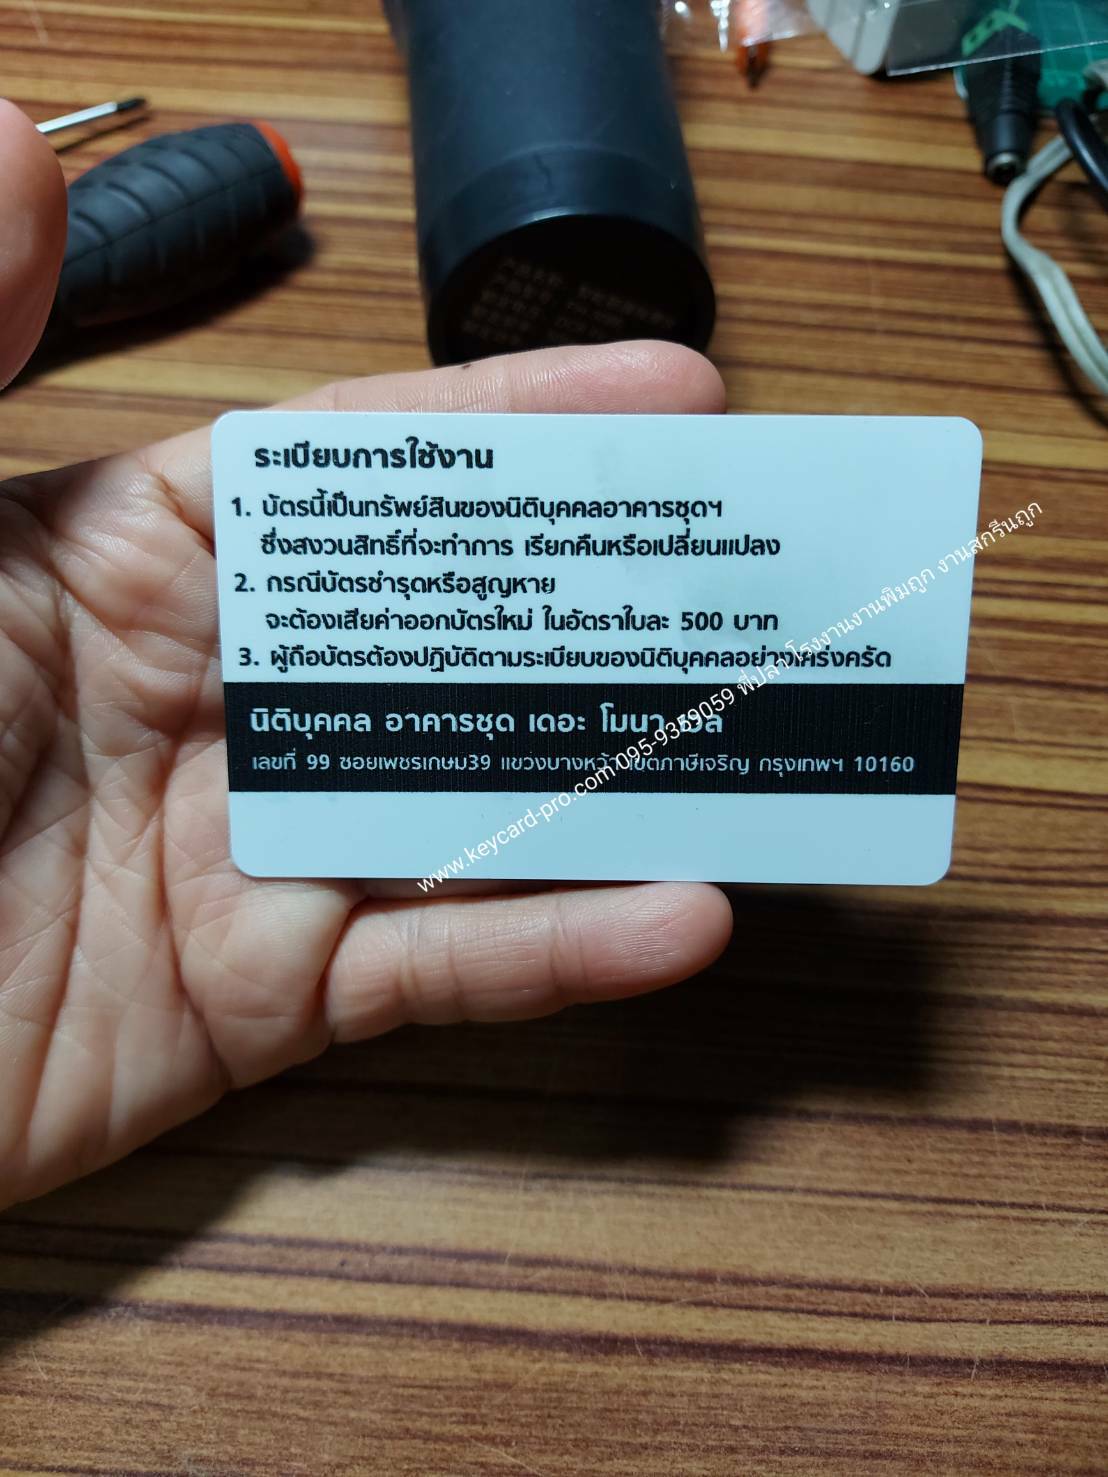 ระเบียบการใช้งาน
1. บัตรนี้เป็นทรัพย์สินของนิติบุคคลอาคารชุดฯ
ซึ่งสงวนสิทธิ์ที่จะทำการ เรียกคืนหรือเปลี่ยนแปลง
2. กรณีบัตรชำรุดหรือสูญหาย
จะต้องเสียค่าออกบัตรใหม่ ในอัตราใบละ 500 บาท
3. ผู้ถือบัตรต้องปฏิบัติตามระเบียบของนิติบุคคลอย่างเคร่งครัด
นิติบุคคล อาคารชุด เดอะ โมนา
เลขที่ 99 ซอยเพชรเกษม39 แขวงบางหว้า เขตภาษีเจริญ กรุงเทพฯ 10160
www.keycard-pro.com 095-9359059 พี่ปลา โรงงานงานพิมถูก งานสกรีนถูก